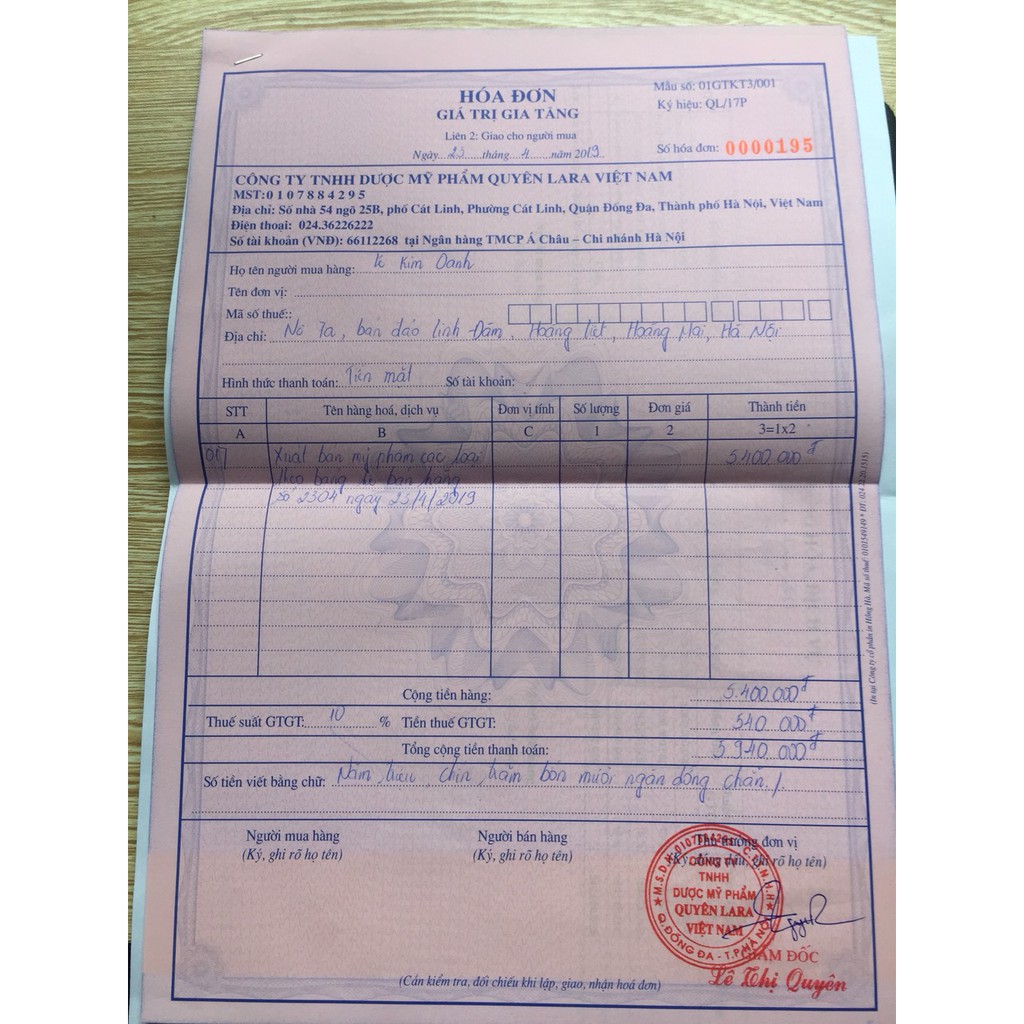 HÓA ĐƠN
GIÁ TRỊ GIA TĂNG
Liên 2: Giao cho người mua
Ngày 23 tháng 4 năm 2019
Mẫu số: 01GTKT3/001
Ký hiệu: QL/17P
Số hóa đơn: 0000195
CÔNG TY TNHH DƯỢC MỸ PHẨM QUYÊN LARA VIỆT NAM
MST: 0107884295
Địa chỉ: Số nhà 54 ngõ 25B, phố Cát Linh, Phường Cát Linh, Quận Đống Đa, Thành phố Hà Nội, Việt Nam
Điện thoại: 024.36226222
Số tài khoản (VNĐ): 66112268 tại Ngân hàng TMCP Á Châu – Chi nhánh Hà Nội
Họ tên người mua hàng: Kim Oanh
Tên đơn vị:
Mã số thuế::
Địa chỉ: bán đảo linh Đàm, Hoàng liệt, Hoàng Mai, Hà Nội
Hình thức thanh toán: Tiền mặt Số tài khoản:
STT Tên hàng hoá, dịch vụ Đơn vị tính Số lượng Đơn giá Thành tiền
A B C 1 2 3=1x2
Xuất bán mỹ phẩm các loại 5.400.000đ
theo bảng kê bán hàng
số 2304 ngày 23/4/2019
Cộng tiền hàng: 5.400.000đ
Thuế suất GTGT: 10 % Tiền thuế GTGT: 540.000đ
Tổng cộng tiền thanh toán: 5.940.000đ
Số tiền viết bằng chữ: Năm triệu, chín trăm bốn mươi ngàn đồng chẵn./.
Người mua hàng Người bán hàng Thủ trưởng đơn vị
(Ký, ghi rõ họ tên) (Ký, ghi rõ họ tên) (Ký, đóng dấu, ghi rõ họ tên)
CÔNG TY
TNHH
DƯỢC MỸ PHẨM
QUYÊN LARA
VIỆT NAM
Q.ĐỐNG ĐA - T.P HÀ NỘI
GIÁM ĐỐC
Lê Thị Quyên
(Cần kiểm tra, đối chiếu khi lập, giao, nhận hoá đơn)